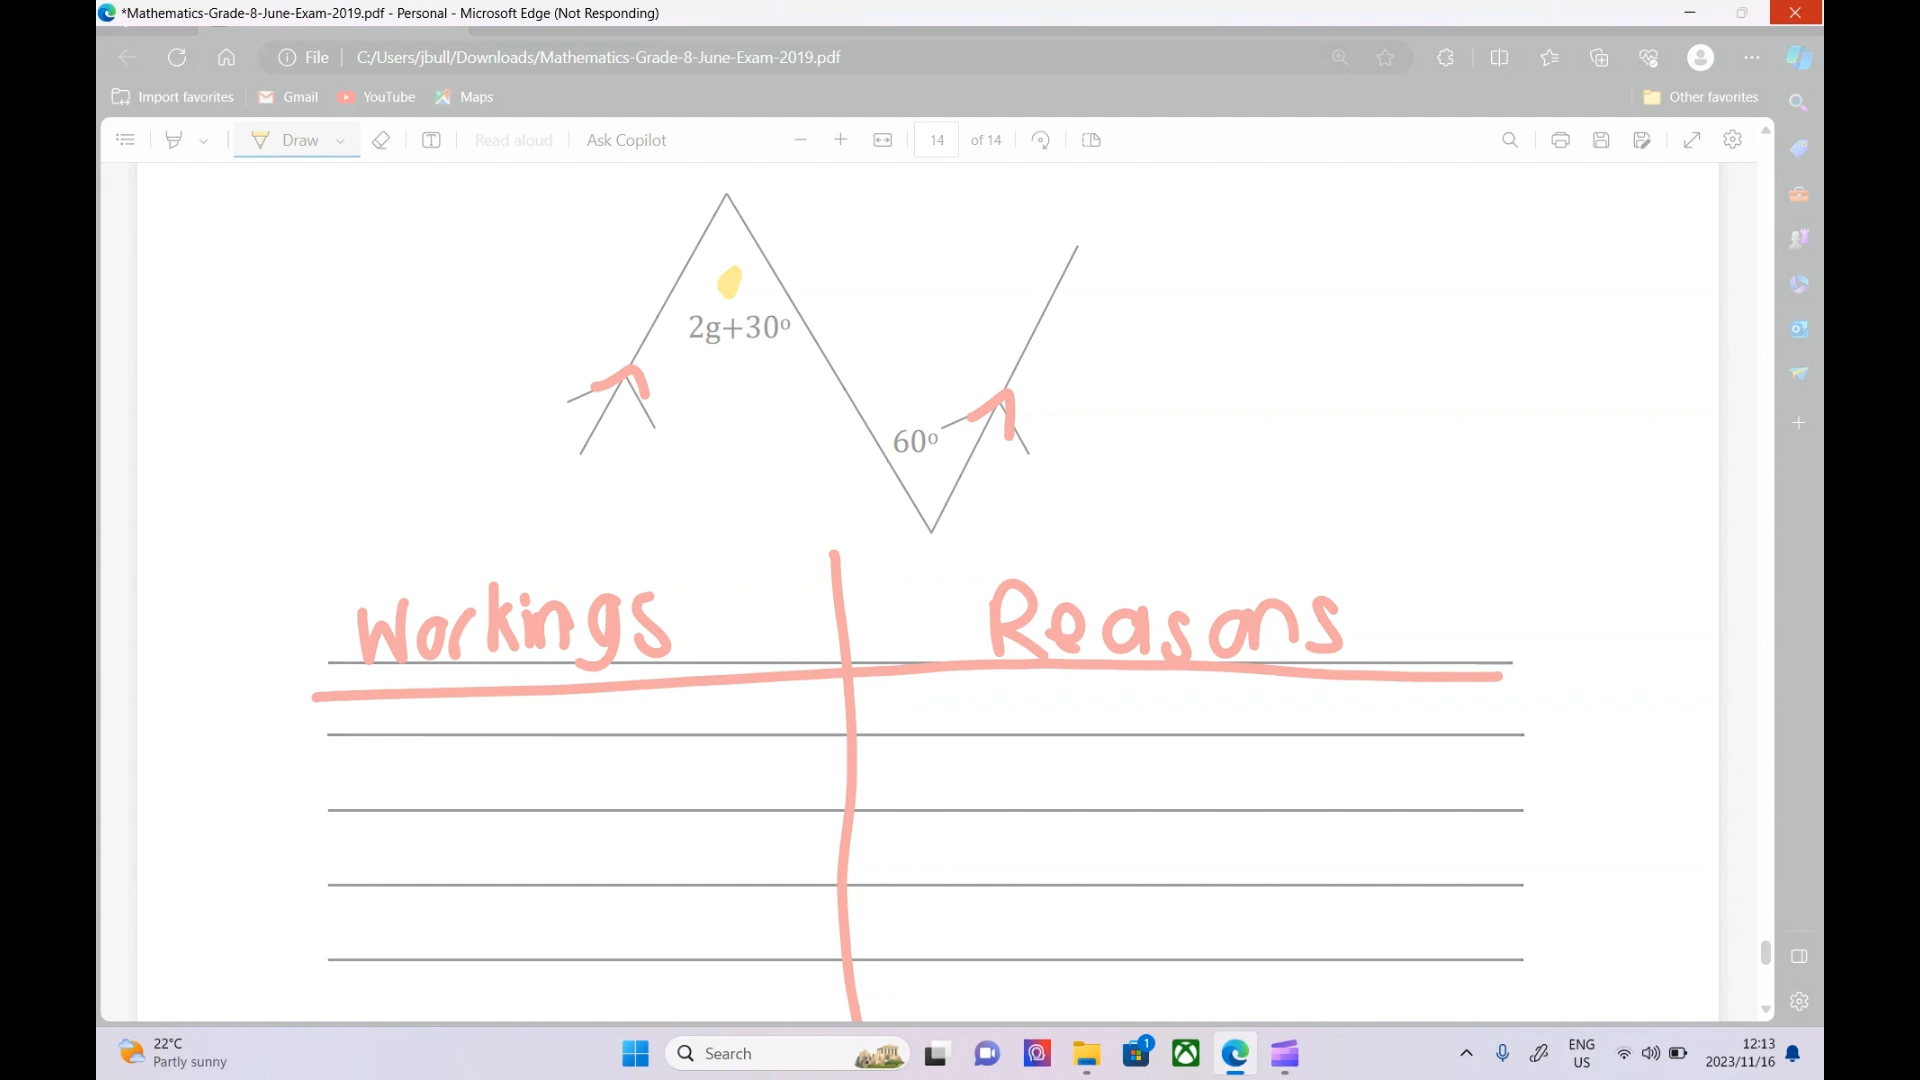 *Mathematics-Grade-8-June-Exam-2019.pdf - Personal - Microsoft Edge (Not Responding)
File C:/Users/jbull/Downloads/Mathematics-Grade-8-June-Exam-2019.pdf
Import favorites Gmail YouTube Maps Other favorites
Draw Read aloud Ask Copilot 14 of 14
2g+30º
60º
Workings Reasons
22°C
Partly sunny
Search
1
ENG
US
12:13
2023/11/16